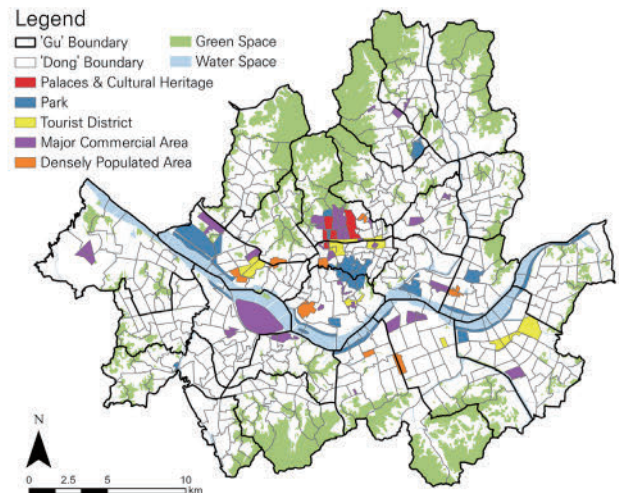 Legend
'Gu' Boundary
'Dong' Boundary
Palaces & Cultural Heritage
Park
Tourist District
Major Commercial Area
Densely Populated Area
Green Space
Water Space
N
0 2.5 5 10
km